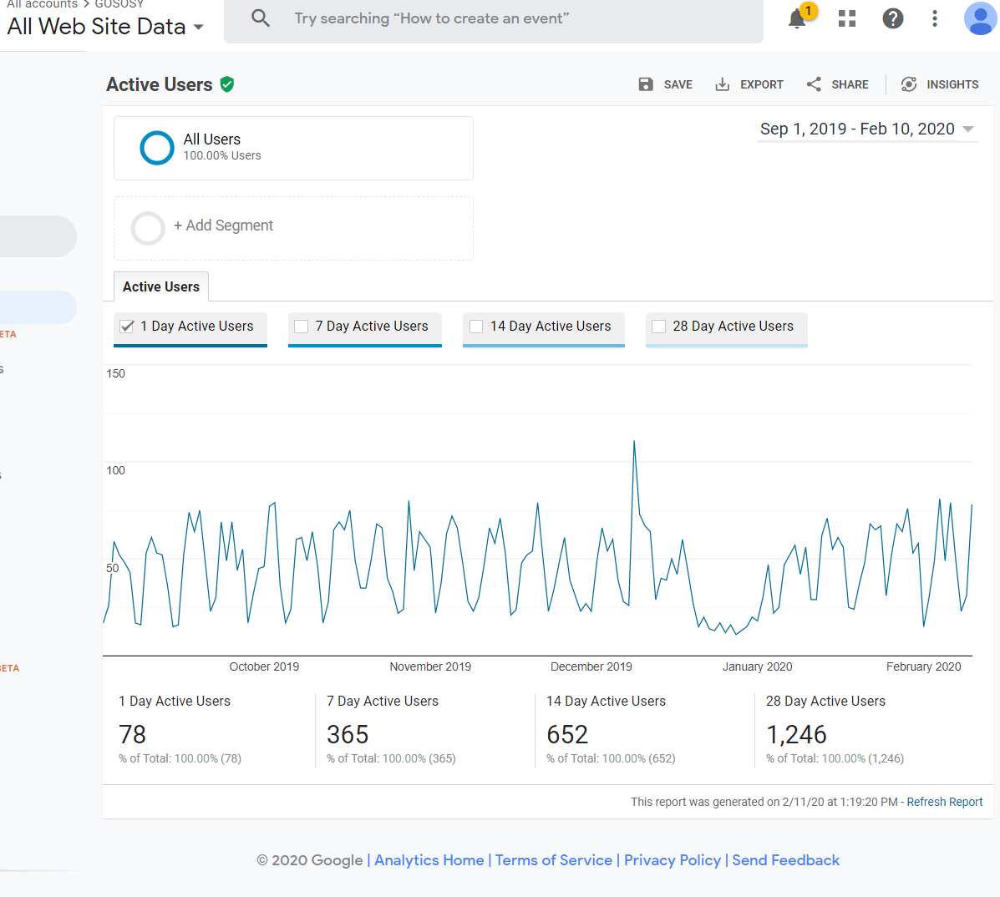 All accounts > GOSOSY
All Web Site Data
Try searching “How to create an event”
1
Active Users
SAVE
EXPORT
SHARE
INSIGHTS
All Users
100.00% Users
Sep 1, 2019 - Feb 10, 2020
+ Add Segment
Active Users
1 Day Active Users
7 Day Active Users
14 Day Active Users
28 Day Active Users
ETA
s
150
100
50
October 2019
November 2019
December 2019
January 2020
February 2020
BETA
1 Day Active Users
78
% of Total: 100.00% (78)
7 Day Active Users
365
% of Total: 100.00% (365)
14 Day Active Users
652
% of Total: 100.00% (652)
28 Day Active Users
1,246
% of Total: 100.00% (1,246)
This report was generated on 2/11/20 at 1:19:20 PM - Refresh Report
© 2020 Google | Analytics Home | Terms of Service | Privacy Policy | Send Feedback